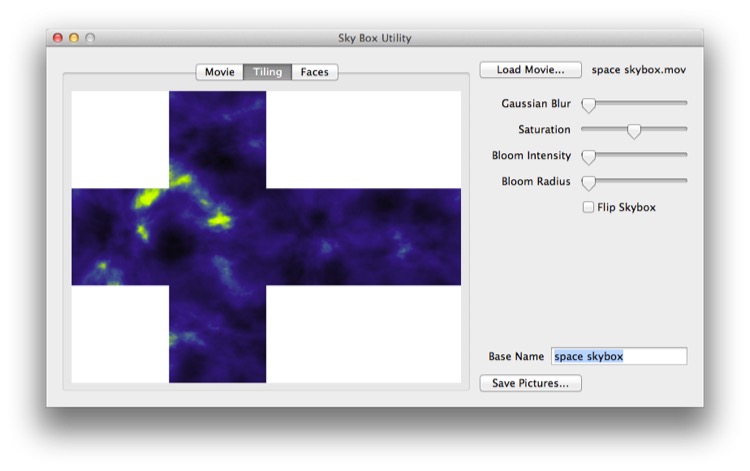 Sky Box Utility
Movie Tiling Faces
Load Movie... space skybox.mov
Gaussian Blur
Saturation
Bloom Intensity
Bloom Radius
Flip Skybox
Base Name space skybox
Save Pictures...